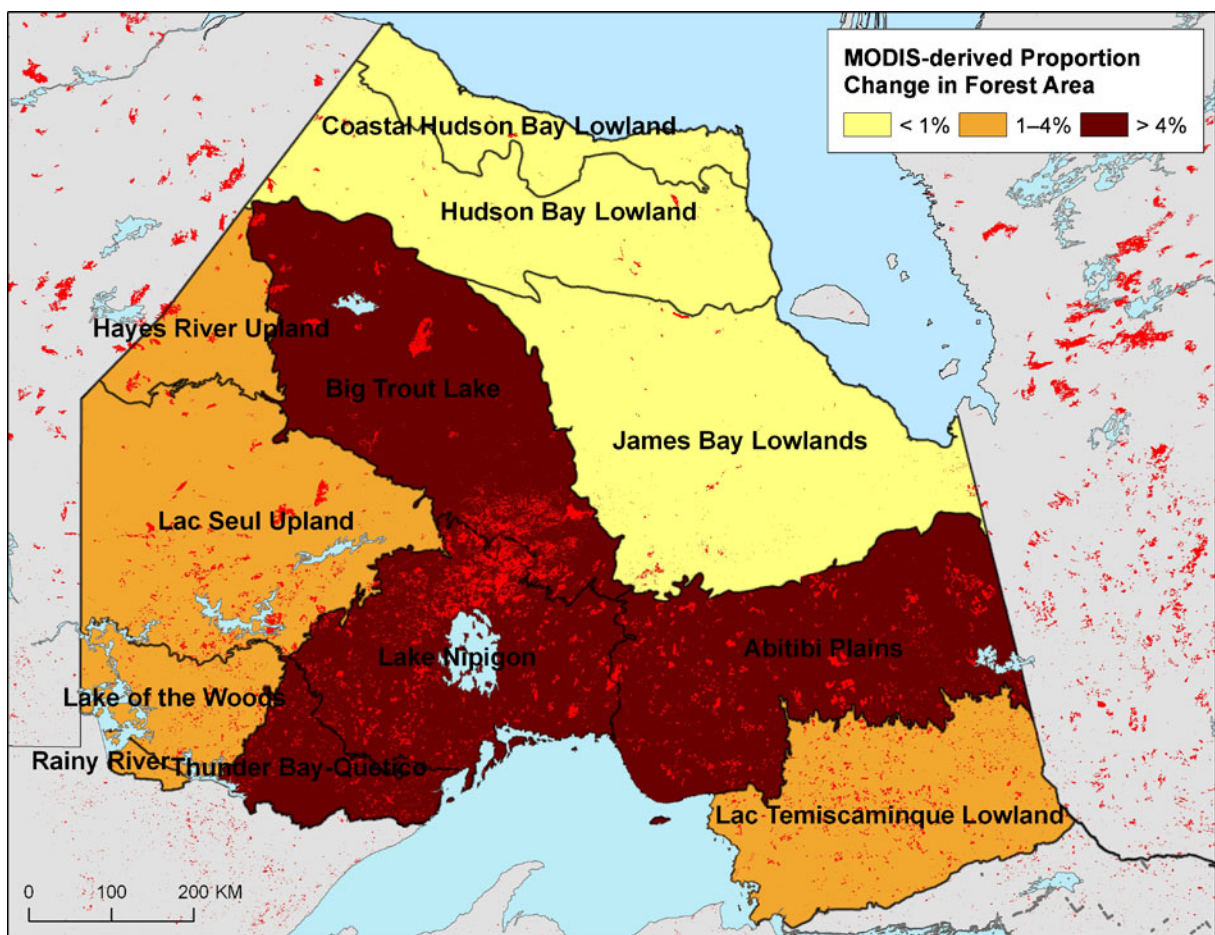 MODIS-derived Proportion
Change in Forest Area
< 1% 1–4% > 4%
Coastal Hudson Bay Lowland
Hudson Bay Lowland
Hayes River Upland
Big Trout Lake
James Bay Lowlands
Lac Seul Upland
Lake Nipigon
Abitibi Plains
Lake of the Woods
Rainy River
Thunder Bay-Quetico
Lac Temiscaminque Lowland
0 100 200 KM